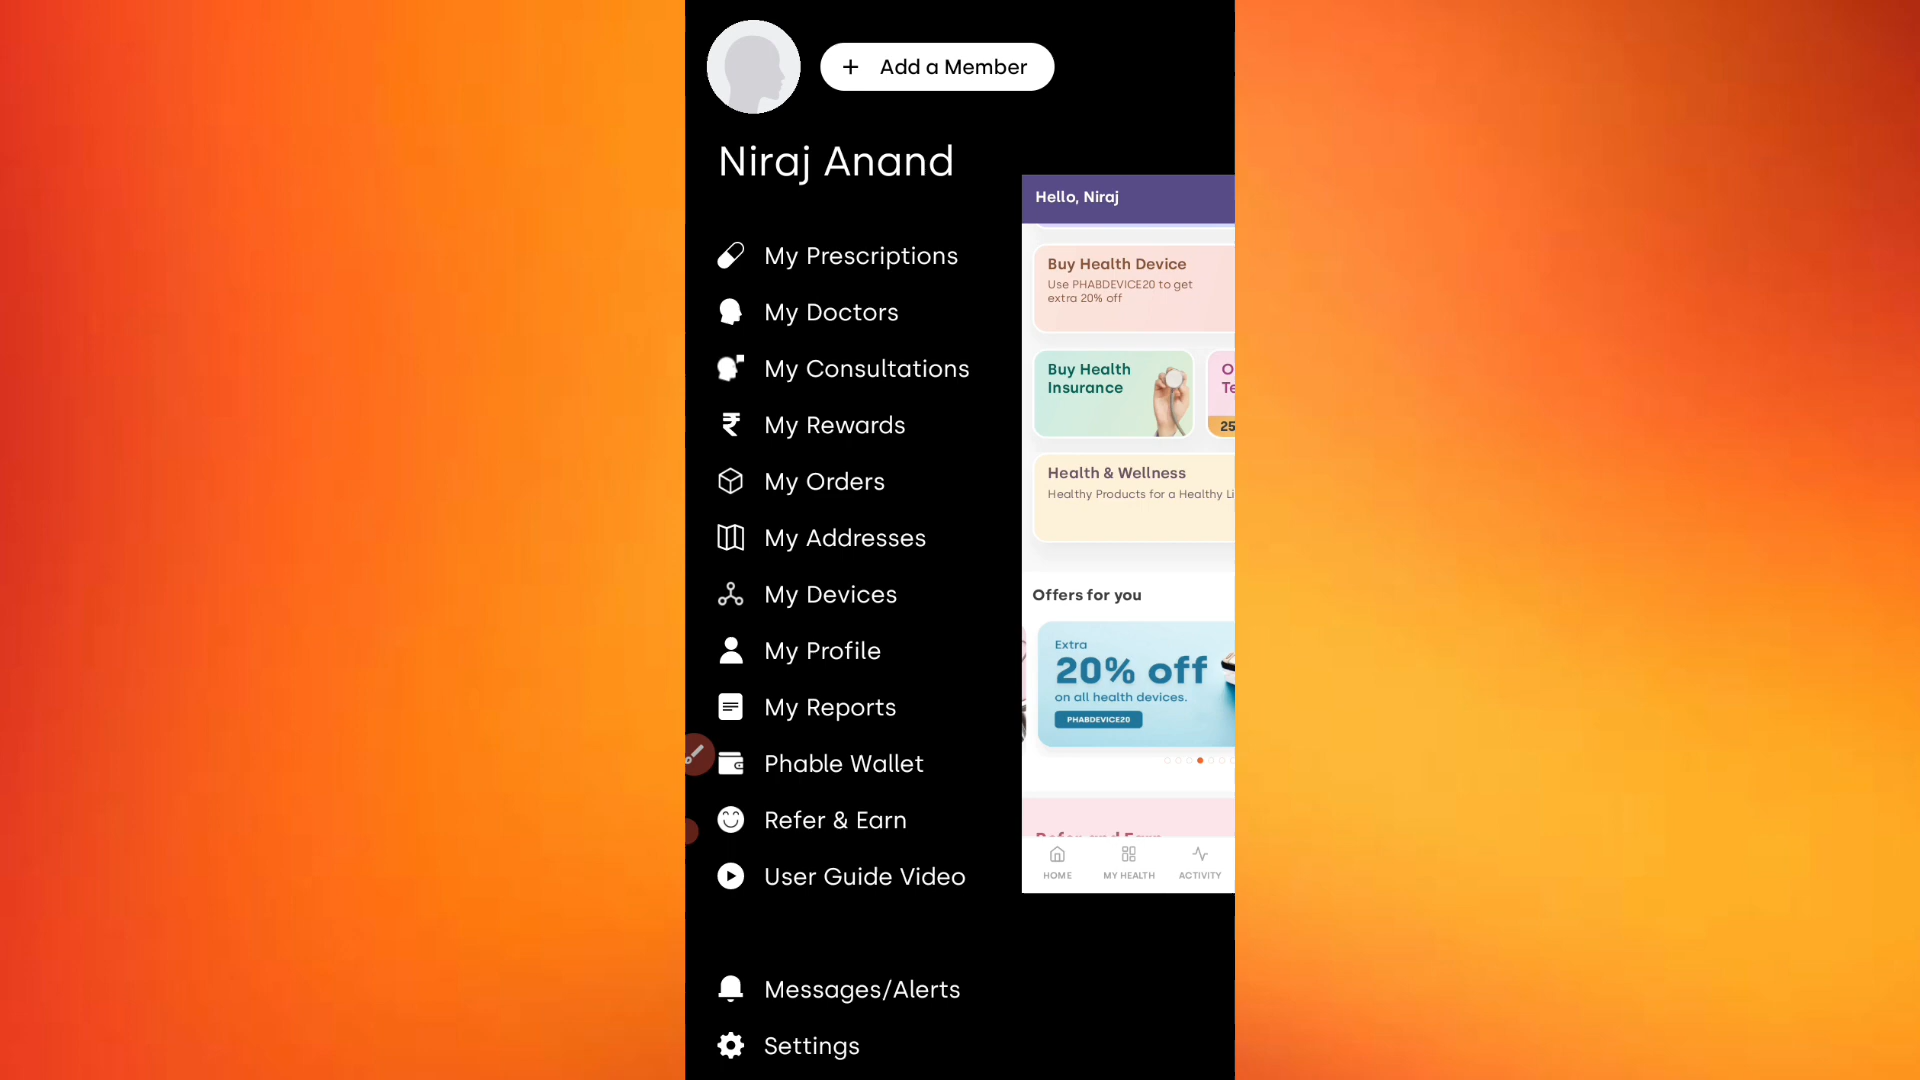 Add a Member
Niraj Anand
My Prescriptions
My Doctors
My Consultations
My Rewards
My Orders
My Addresses
My Devices
My Profile
My Reports
Phable Wallet
Refer & Earn
User Guide Video
Messages/Alerts
Settings
Hello, Niraj
Buy Health Device
Use PHABDEVICE20 to get
extra 20% off
Buy Health
Insurance
25
Health & Wellness
Healthy Products for a Healthy
Offers for you
Extra
20% off
on all health devices.
PHABDEVICE20
Refer and Earn
HOME
MY HEALTH
ACTIVITY